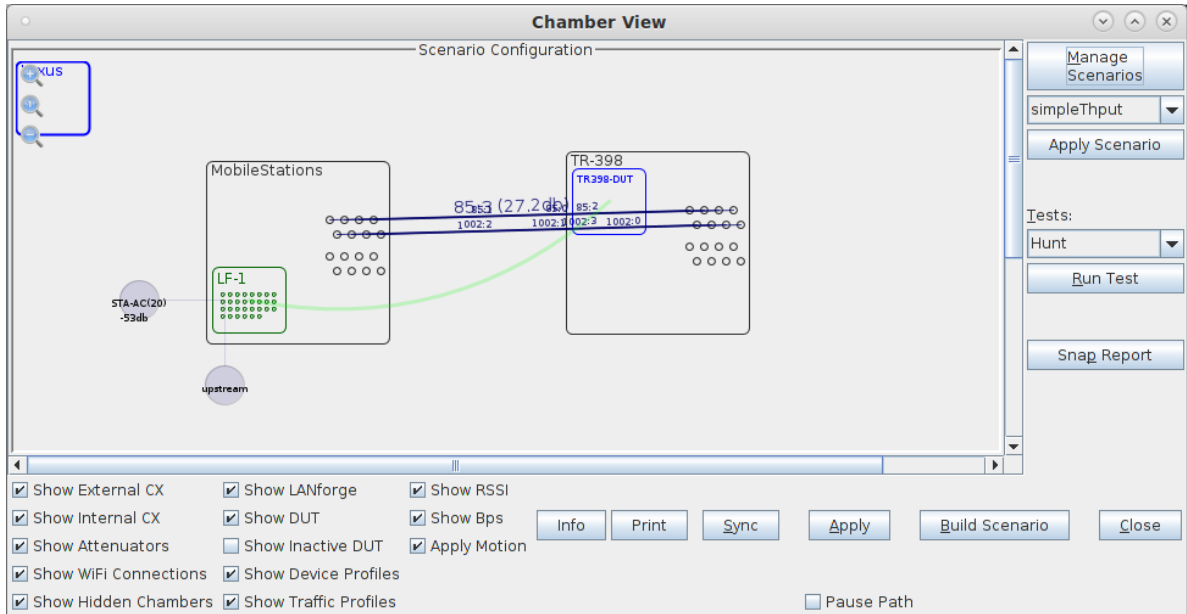 Chamber View
Scenario Configuration
MobileStations
TR-398
TR398-DUT
85:3 (27.2db)
85:2
1002:2
1002:3
1002:0
LF-1
STA-AC(20)
-53db
upstream
Manage
Scenarios
simpleThput
Apply Scenario
Tests:
Hunt
Run Test
Snap Report
Show External CX
Show LANforge
Show RSSI
Show Internal CX
Show DUT
Show Bps
Info
Print
Sync
Apply
Build Scenario
Close
Show Attenuators
Show Inactive DUT
Apply Motion
Show WiFi Connections
Show Device Profiles
Show Hidden Chambers
Show Traffic Profiles
Pause Path